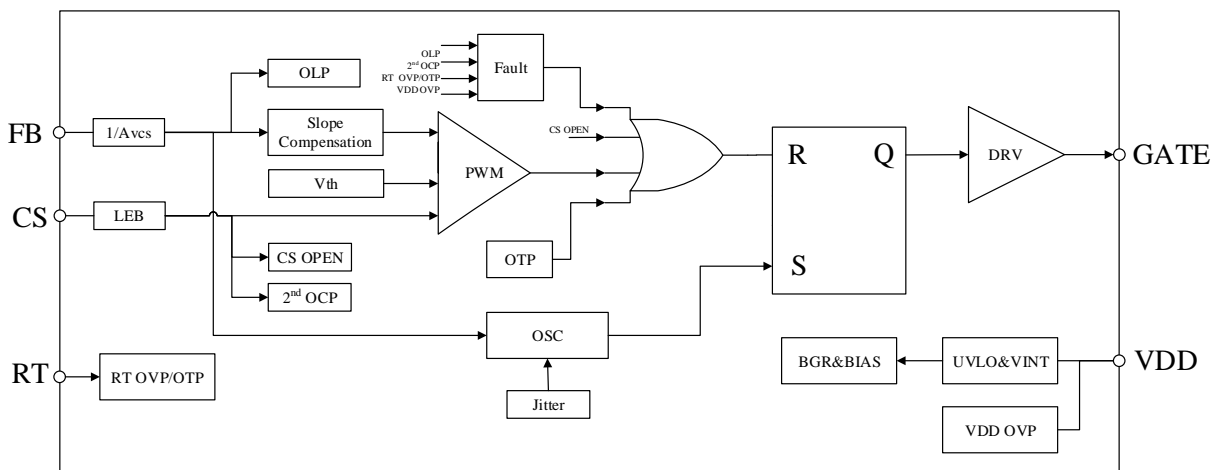 OLP
OLP
2nd OCP
RT OVP/OTP
VDD OVP
Fault
FB
1/Avcs
Slope
Compensation
CS OPEN
R
Q
DRV
GATE
PWM
Vth
CS
LEB
CS OPEN
OTP
S
2nd OCP
OSC
RT
RT OVP/OTP
BGR&BIAS
UVLO&VINT
VDD
Jitter
VDD OVP